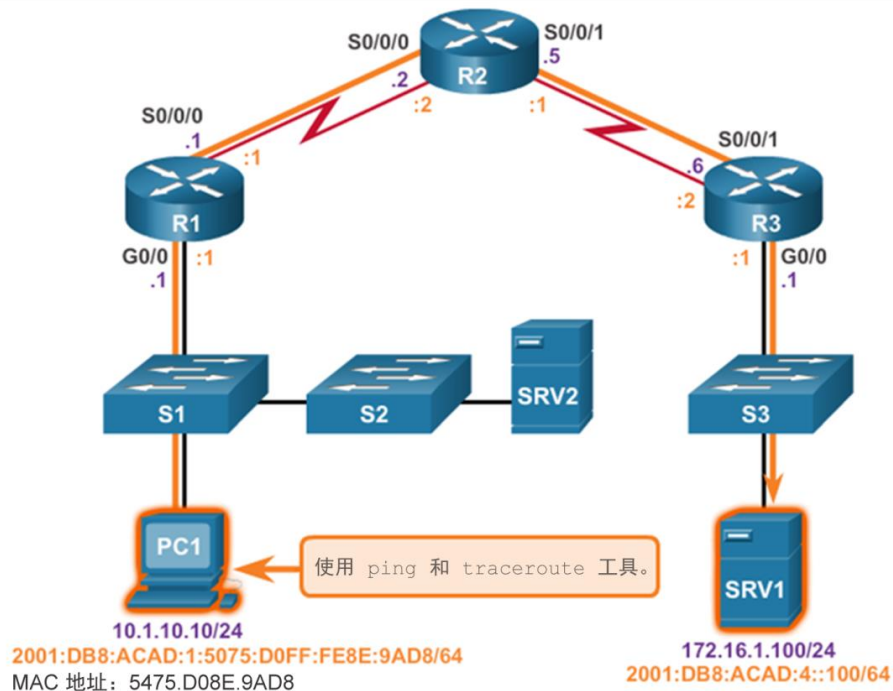 S0/0/0
S0/0/1
.5
R2
.2
:2
:1
S0/0/0
.1
:1
S0/0/1
.6
:2
R1
R3
G0/0
:1
.1
:1
G0/0
.1
S1
S2
SRV2
S3
PC1
使用 ping 和 traceroute 工具。
SRV1
10.1.10.10/24
2001:DB8:ACAD:1:5075:D0FF:FE8E:9AD8/64
MAC 地址：5475.D08E.9AD8
172.16.1.100/24
2001:DB8:ACAD:4::100/64